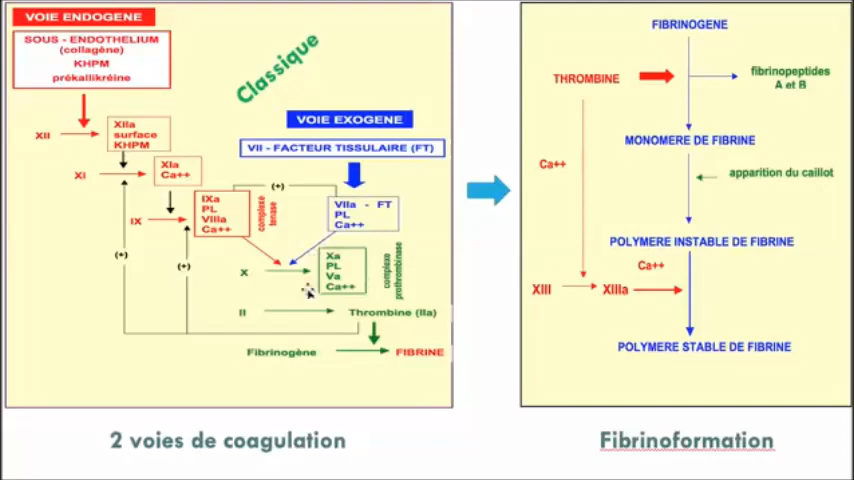 VOIE ENDOGENE
SOUS - ENDOTHELIUM
(collagène)
KHPM
prékallikréine
Classique
XII
XIIa
surface
KHPM
VOIE EXOGENE
VII - FACTEUR TISSULAIRE (FT)
XI
XIa
Ca++
(+)
IX
IXa
PL
VIIIa
Ca++
complexe
tenase
VIIa - FT
PL
Ca++
(+)
(+)
X
Xa
PL
Va
Ca++
complexe
prothrombinase
II
Thrombine (IIa)
Fibrinogène
FIBRINE
2 voies de coagulation
FIBRINOGENE
THROMBINE
fibrinopeptides
A et B
MONOMERE DE FIBRINE
Ca++
apparition du caillot
POLYMERE INSTABLE DE FIBRINE
Ca++
XIII
XIIIa
POLYMERE STABLE DE FIBRINE
Fibrinoformation